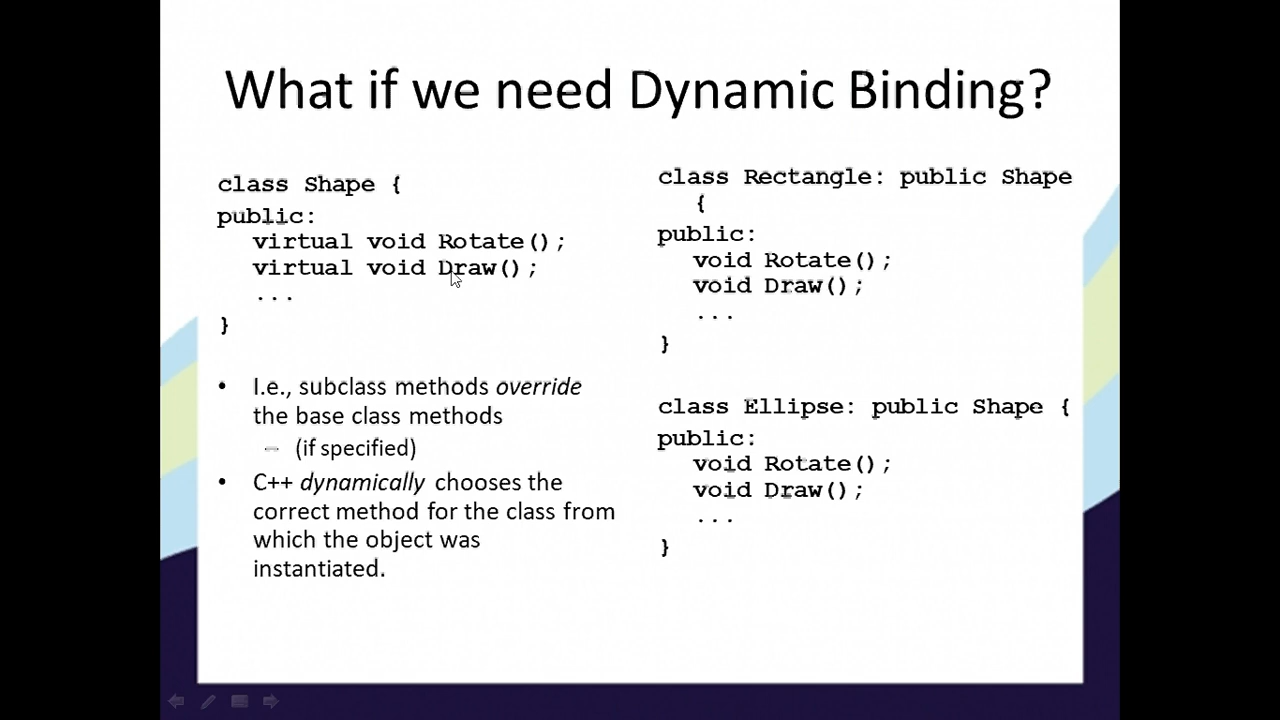 What if we need Dynamic Binding?
class Shape {
public:
virtual void Rotate();
virtual void Draw();
...
}
• I.e., subclass methods override
the base class methods
– (if specified)
• C++ dynamically chooses the
correct method for the class from
which the object was
instantiated.
class Rectangle: public Shape
{
public:
void Rotate();
void Draw();
...
}
class Ellipse: public Shape {
public:
void Rotate();
void Draw();
...
}